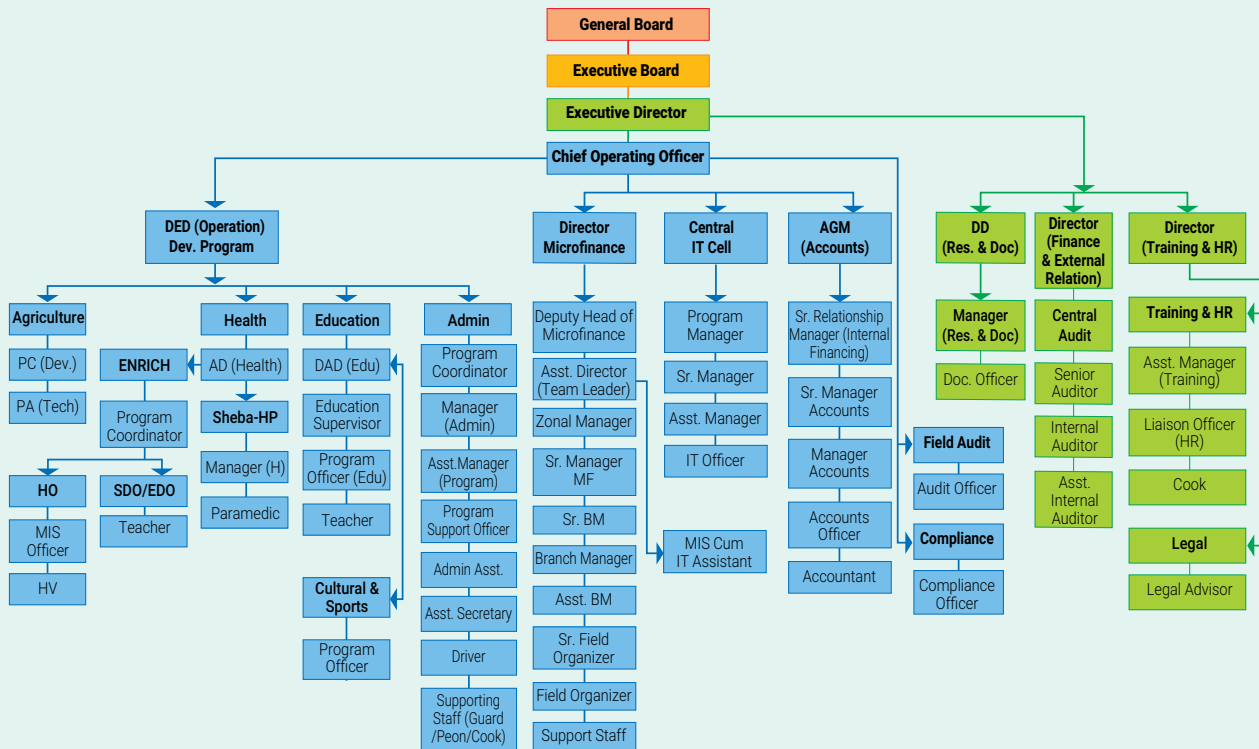 General Board
Executive Board
Executive Director
Chief Operating Officer
DED (Operation)
Dev. Program
Agriculture
PC (Dev.)
PA (Tech)
Health
AD (Health)
ENRICH
Program
Coordinator
HO
MIS
Officer
HV
SDO/EDO
Teacher
Sheba-HP
Manager (H)
Paramedic
Education
DAD (Edu)
Education
Supervisor
Program
Officer (Edu)
Teacher
Cultural &
Sports
Program
Officer
Admin
Program
Coordinator
Manager
(Admin)
Asst.Manager
(Program)
Program
Support Officer
Admin Asst.
Asst. Secretary
Driver
Supporting
Staff (Guard
/Peon/Cook)
Director
Microfinance
Deputy Head of
Microfinance
Asst. Director
(Team Leader)
Zonal Manager
Sr. Manager
MF
Sr. BM
Branch Manager
Asst. BM
Sr. Field
Organizer
Field Organizer
Support Staff
Central
IT Cell
Program
Manager
Sr. Manager
Asst. Manager
IT Officer
MIS Cum
IT Assistant
AGM
(Accounts)
Sr. Relationship
Manager (Internal
Financing)
Sr. Manager
Accounts
Manager
Accounts
Accounts
Officer
Accountant
Field Audit
Audit Officer
Compliance
Compliance
Officer
DD
(Res. & Doc)
Manager
(Res. & Doc)
Doc. Officer
Director
(Finance
& External
Relation)
Central
Audit
Senior
Auditor
Internal
Auditor
Asst.
Internal
Auditor
Director
(Training & HR)
Training & HR
Asst. Manager
(Training)
Liaison Officer
(HR)
Cook
Legal
Legal Advisor